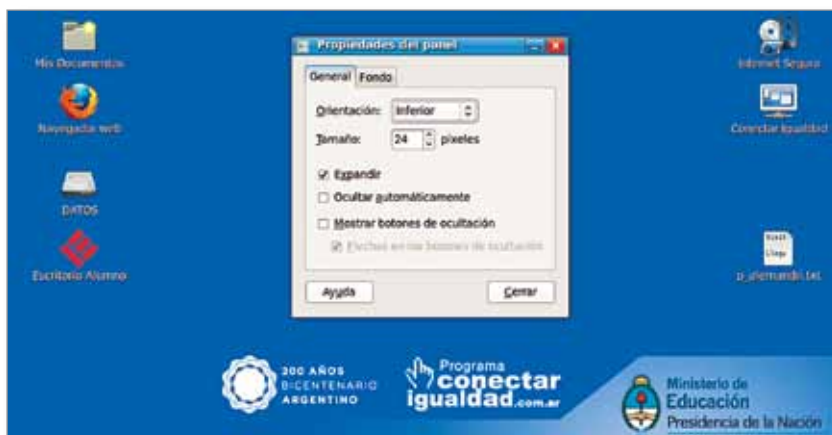 Mis Documentos
Navegador web
DATOS
Escritorio Alumno
Propiedades del panel
General Fondo
Orientación: Inferior
Tamaño: 24 píxeles
Expandir
Ocultar automáticamente
Mostrar botones de ocultación
Flechas en los botones de ocultación
Ayuda Cerrar
Internet Segura
Conectar Igualdad
200 AÑOS
BICENTENARIO
ARGENTINO
Programa
conectar
igualdad.com.ar
Ministerio de
Educación
Presidencia de la Nación